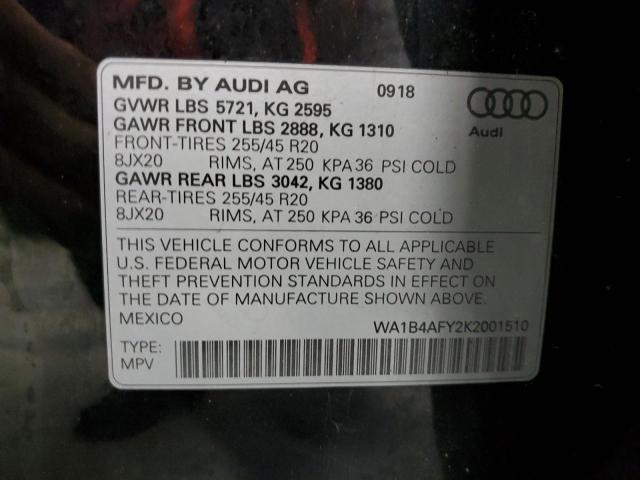 MFD. BY AUDI AG 0918
GVWR LBS 5721, KG 2595
GAWR FRONT LBS 2888, KG 1310
FRONT-TIRES 255/45 R20
8JX20 RIMS, AT 250 KPA 36 PSI COLD
GAWR REAR LBS 3042, KG 1380
REAR-TIRES 255/45 R20
8JX20 RIMS, AT 250 KPA 36 PSI COLD
Audi
THIS VEHICLE CONFORMS TO ALL APPLICABLE
U.S. FEDERAL MOTOR VEHICLE SAFETY AND
THEFT PREVENTION STANDARDS IN EFFECT ON
THE DATE OF MANUFACTURE SHOWN ABOVE.
MEXICO WA1B4AFY2K2001510
TYPE:
MPV